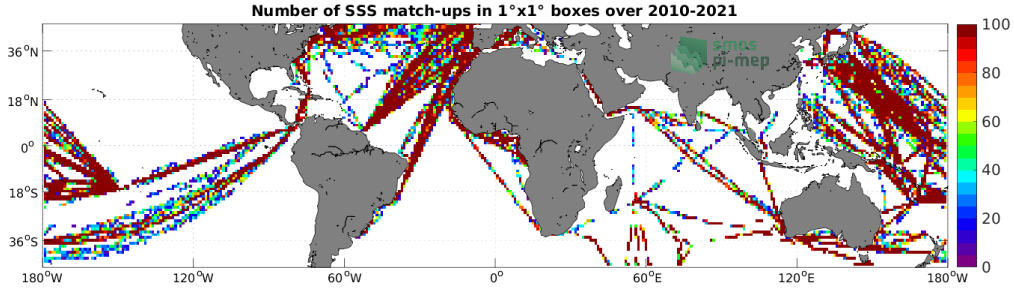 Number of SSS match-ups in 1°x1° boxes over 2010-2021
smos
pi-mep
36°N
18°N
0°
18°S
36°S
180°W 120°W 60°W 0° 60°E 120°E 180°W
100
80
60
40
20
0